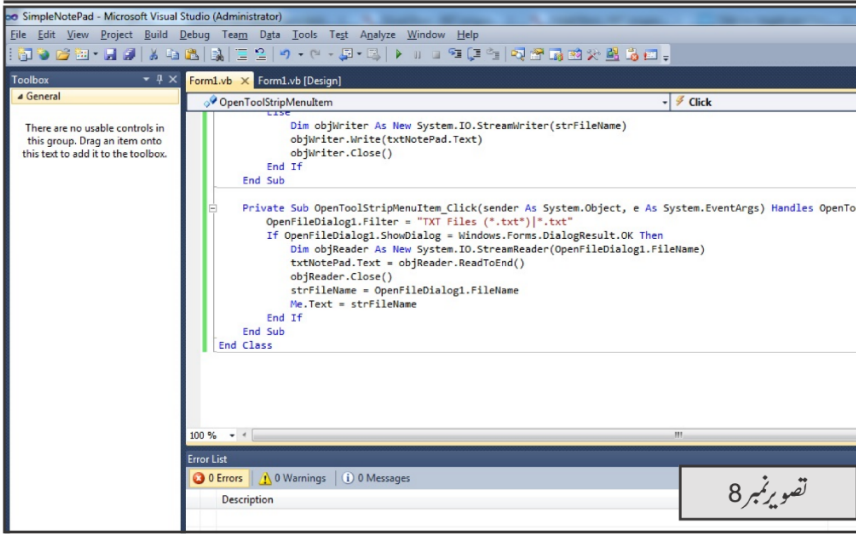 SimpleNotePad - Microsoft Visual Studio (Administrator)
File Edit View Project Build Debug Team Data Tools Test Analyze Window Help
Toolbox
Form1.vb Form1.vb [Design]
General
OpenToolStripMenuItem
Click
There are no usable controls in
this group. Drag an item onto
this text to add it to the toolbox.
Else
Dim objWriter As New System.IO.StreamWriter(strFileName)
objWriter.Write(txtNotePad.Text)
objWriter.Close()
End If
End Sub
Private Sub OpenToolStripMenuItem_Click(sender As System.Object, e As System.EventArgs) Handles OpenTo
OpenFileDialog1.Filter = "TXT Files (*.txt*)|*.txt"
If OpenFileDialog1.ShowDialog = Windows.Forms.DialogResult.OK Then
Dim objReader As New System.IO.StreamReader(OpenFileDialog1.FileName)
txtNotePad.Text = objReader.ReadToEnd()
objReader.Close()
strFileName = OpenFileDialog1.FileName
Me.Text = strFileName
End If
End Sub
End Class
100 %
Error List
0 Errors 0 Warnings 0 Messages
Description
تصویر نمبر 8